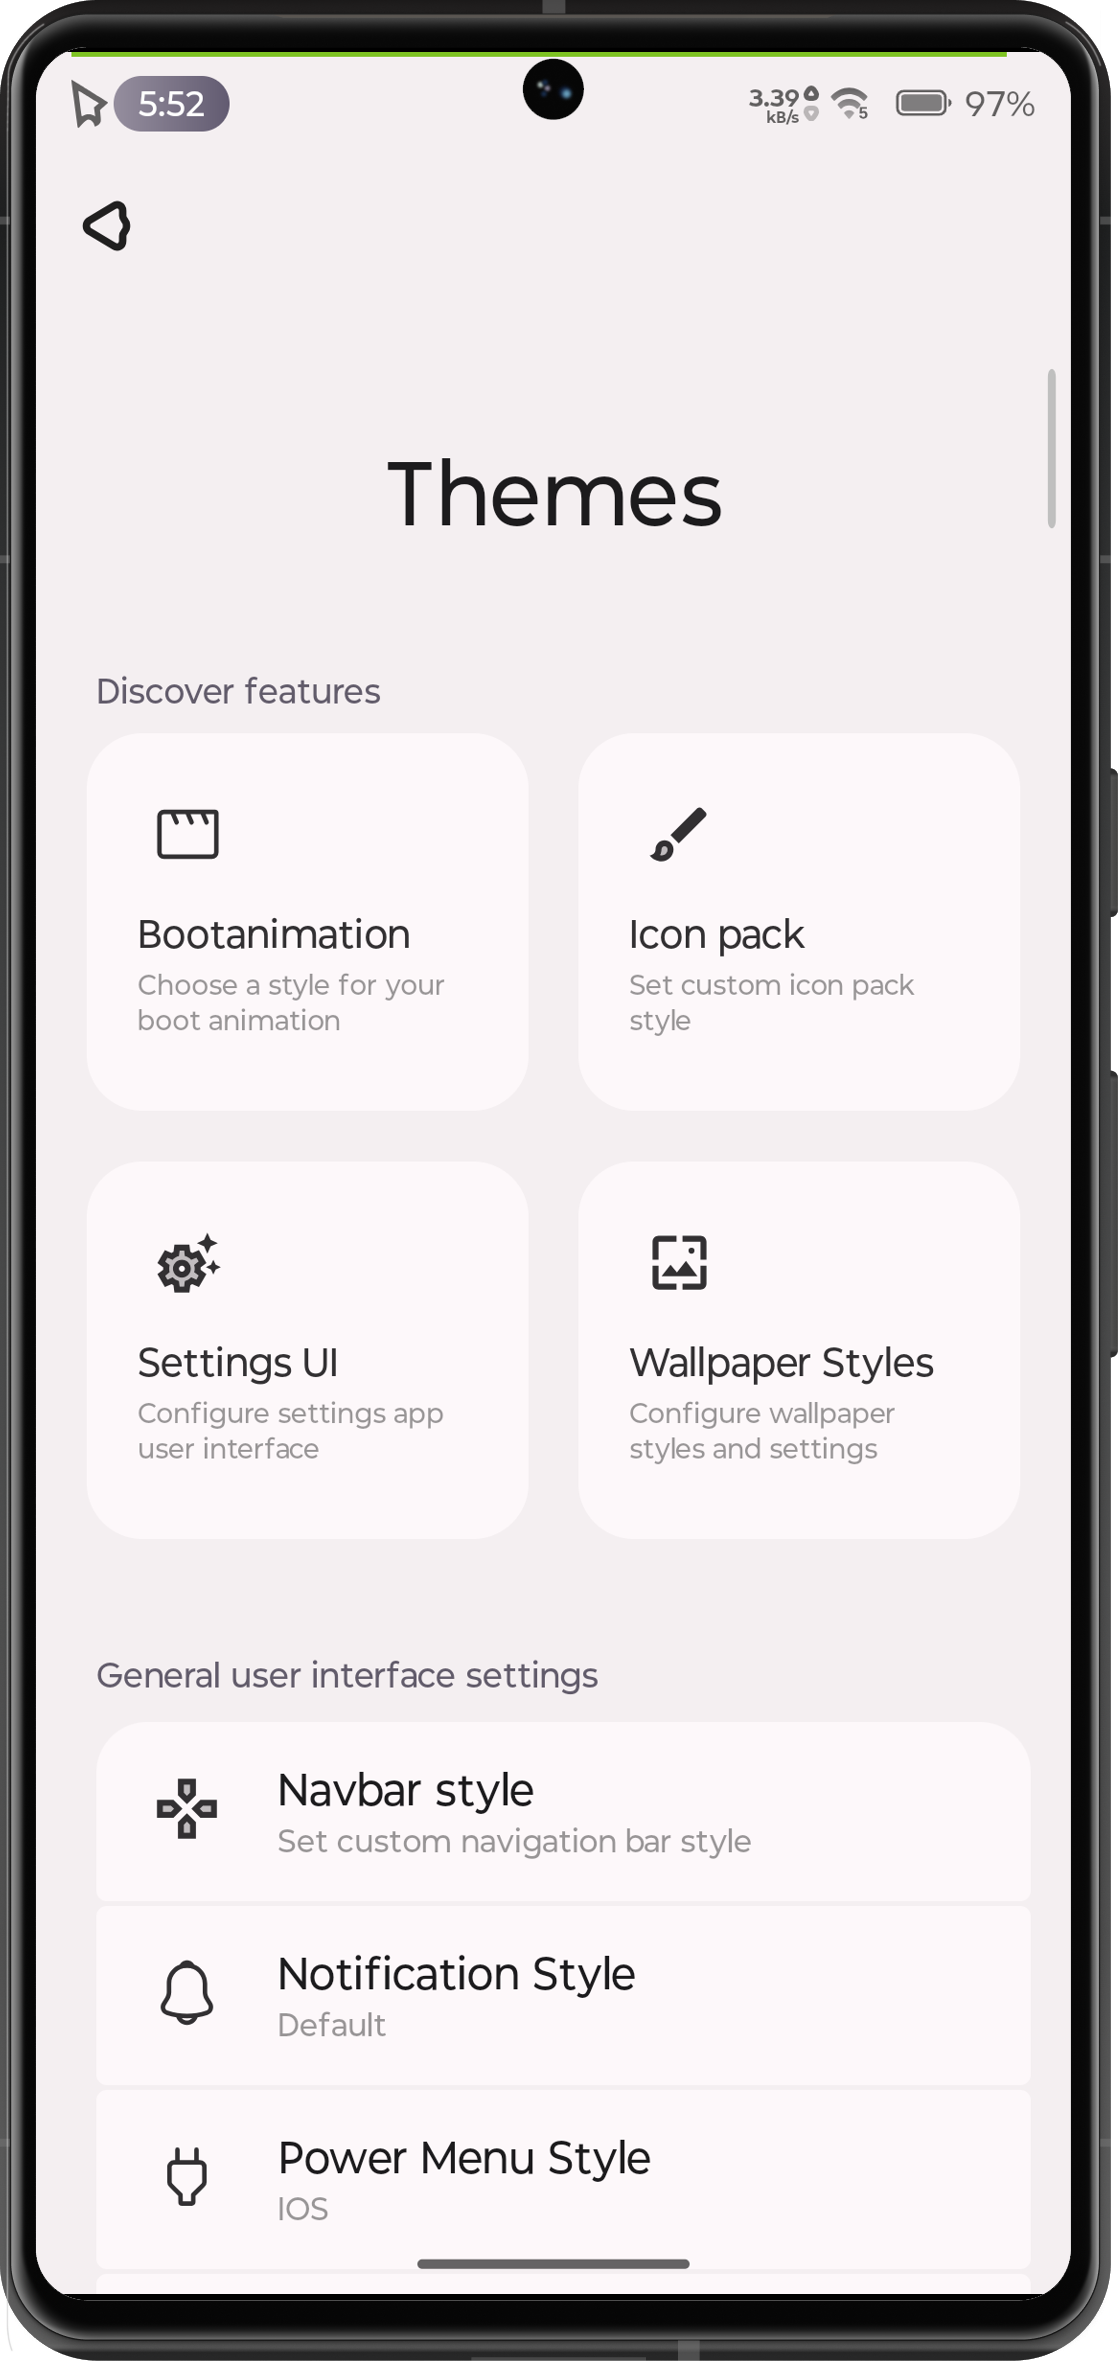 5:52
3.39
kB/s
5
97%
Themes
Discover features
Bootanimation
Choose a style for your
boot animation
Icon pack
Set custom icon pack
style
Settings UI
Configure settings app
user interface
Wallpaper Styles
Configure wallpaper
styles and settings
General user interface settings
Navbar style
Set custom navigation bar style
Notification Style
Default
Power Menu Style
IOS